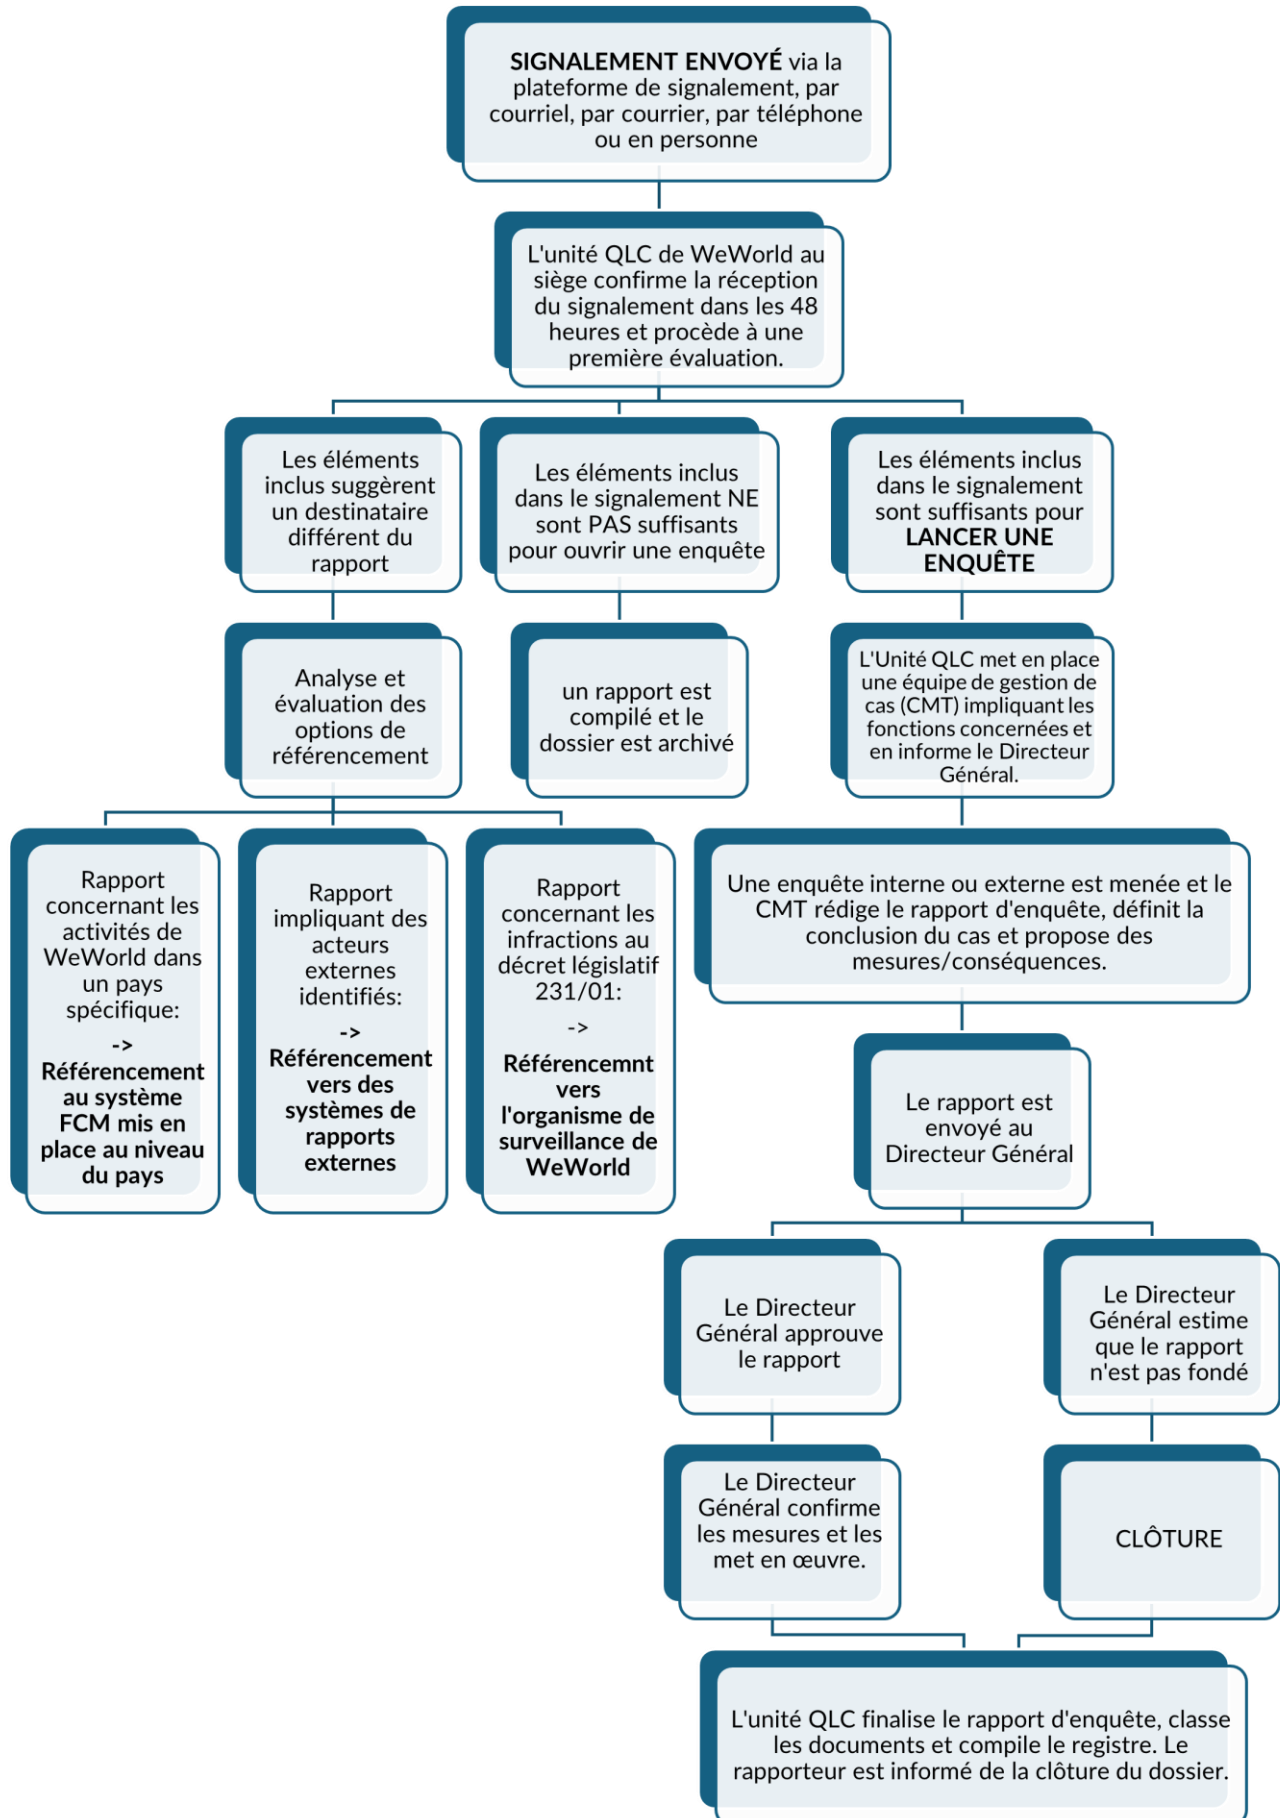 SIGNALEMENT ENVOYÉ via la
plateforme de signalement, par
courriel, par courrier, par téléphone
ou en personne
L'unité QLC de WeWorld au
siège confirme la réception
du signalement dans les 48
heures et procède à une
première évaluation.
Les éléments
inclus suggèrent
un destinataire
différent du
rapport
Les éléments inclus
dans le signalement NE
sont PAS suffisants
pour ouvrir une enquête
Les éléments inclus
dans le signalement
sont suffisants pour
LANCER UNE
ENQUÊTE
Analyse et
évaluation des
options de
référencement
un rapport est
compilé et le
dossier est archivé
L'Unité QLC met en place
une équipe de gestion de
cas (CMT) impliquant les
fonctions concernées et
en informe le Directeur
Général.
Rapport
concernant les
activités de
WeWorld dans
un pays
spécifique:
->
Référencement
au système
FCM mis en
place au niveau
du pays
Rapport
impliquant des
acteurs
externes
identifiés:
->
Référencement
vers des
systèmes de
rapports
externes
Rapport
concernant les
infractions au
décret législatif
231/01:
->
Référencemnt
vers
l'organisme de
surveillance de
WeWorld
Une enquête interne ou externe est menée et le
CMT rédige le rapport d'enquête, définit la
conclusion du cas et propose des
mesures/conséquences.
Le rapport est
envoyé au
Directeur Général
Le Directeur
Général approuve
le rapport
Le Directeur
Général estime
que le rapport
n'est pas fondé
Le Directeur
Général confirme
les mesures et les
met en œuvre.
CLÔTURE
L'unité QLC finalise le rapport d'enquête, classe
les documents et compile le registre. Le
rapporteur est informé de la clôture du dossier.